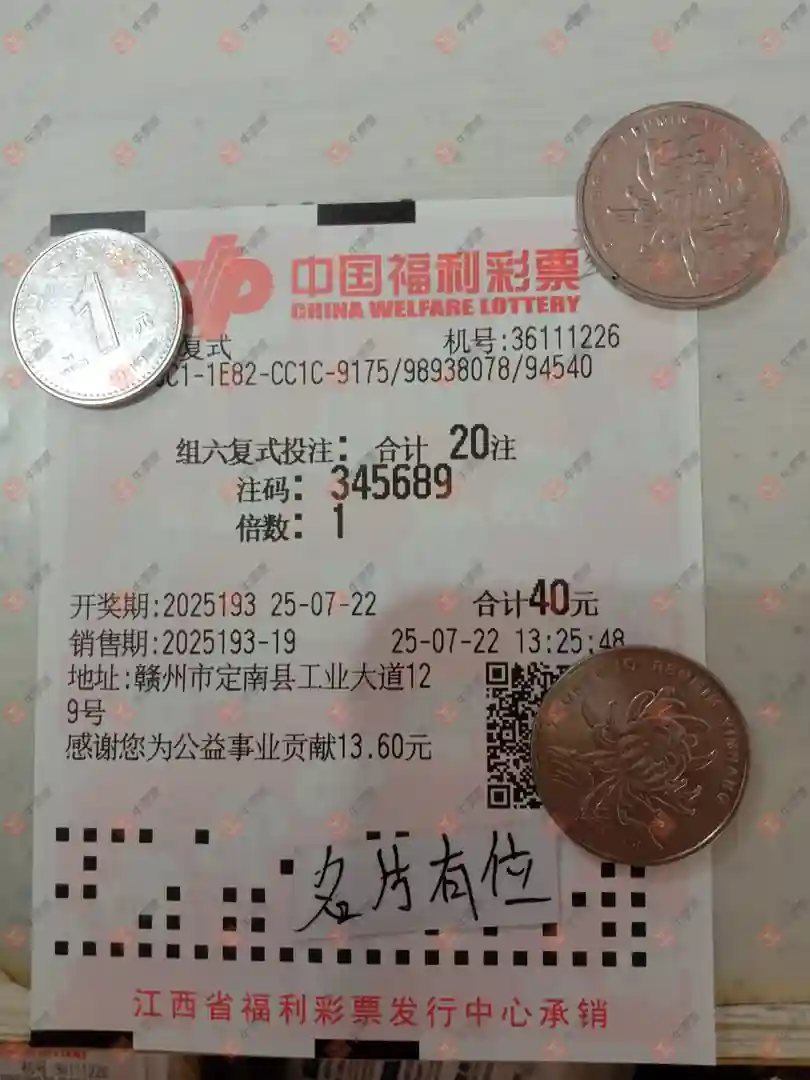 中国福利彩票
CHINA WELFARE LOTTERY
复式 机号:36111226
C1-1E82-CC1C-9175/98938078/94540
组六复式投注: 合计 20注
注码: 345689
倍数: 1
开奖期:2025193 25-07-22 合计40元
销售期:2025193-19 25-07-22 13:25:48
地址:赣州市定南县工业大道12
9号
感谢您为公益事业贡献13.60元
名片有位
江西省福利彩票发行中心承销
机号:36111226
1
元